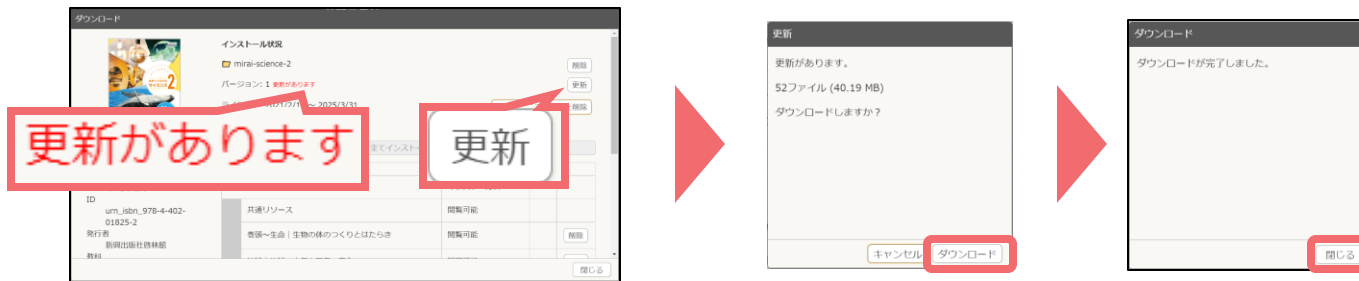 ダウンロード
インストール状況
mirai-science-2
削除
バージョン: 1 更新があります
更新
～ 2025/3/31
削除
更新があります
更新
ID
urn_isbn_978-4-402-
01825-2
発行者
新興出版社啓林館
教科
共通リソース
閲覧可能
巻頭～生命｜生物の体のつくりとはたらき
閲覧可能
削除
閉じる
更新
更新があります。
52ファイル (40.19 MB)
ダウンロードしますか？
キャンセル
ダウンロード
ダウンロード
ダウンロードが完了しました。
閉じる